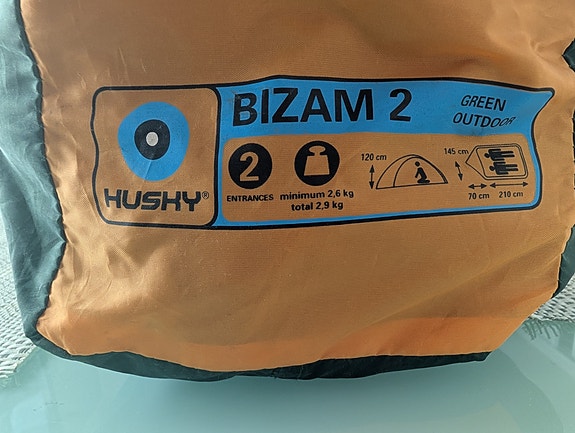 HUSKY®
BIZAM 2
GREEN
OUTDOOR
2
ENTRANCES
minimum 2,6 kg
total 2,9 kg
120 cm
145 cm
70 cm
210 cm